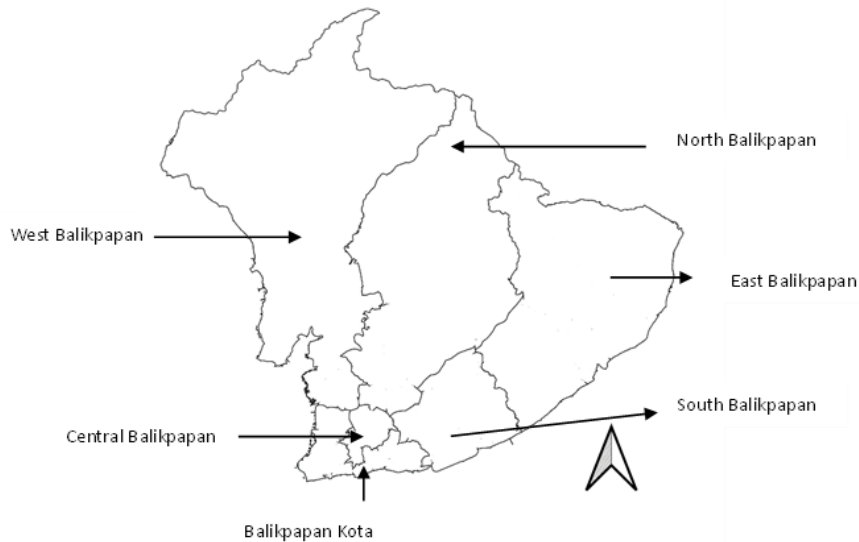 North Balikpapan
West Balikpapan
East Balikpapan
South Balikpapan
Central Balikpapan
Balikpapan Kota